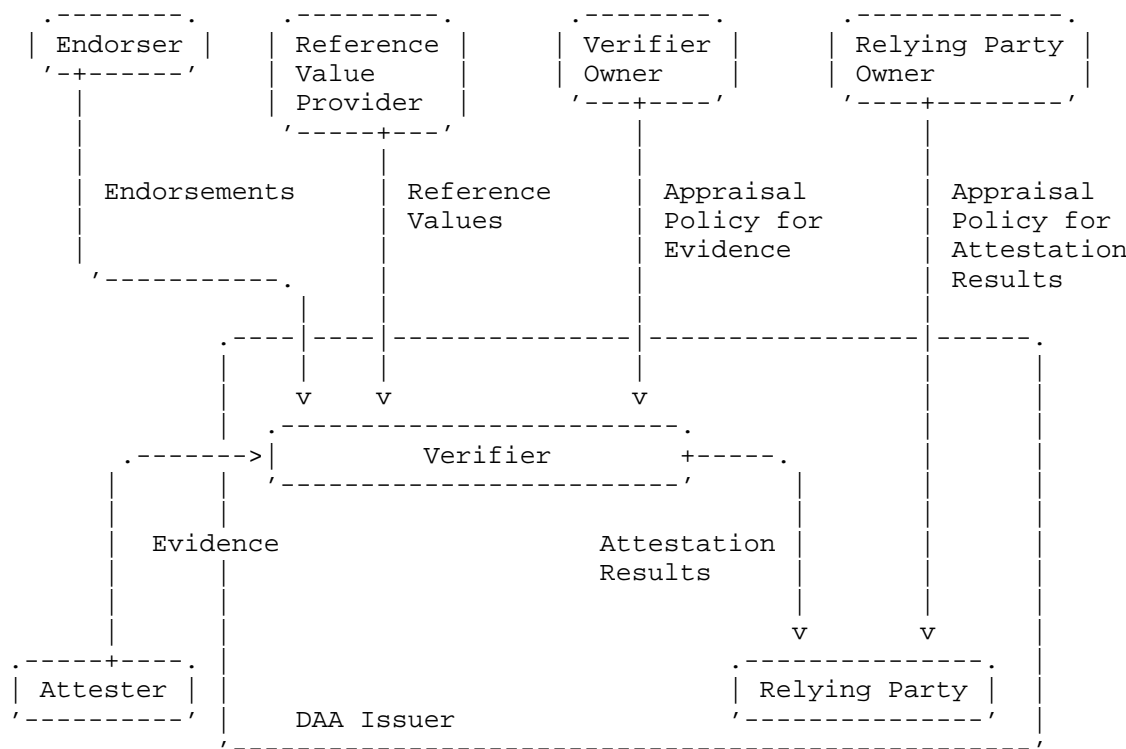 Endorser Reference Verifier Relying Party
Value Owner Owner
Provider
Endorsements Reference Appraisal Appraisal
Values Policy for Policy for
Evidence Attestation
Results
v v v
Verifier
Evidence Attestation
Results
v v
Attester Relying Party
DAA Issuer